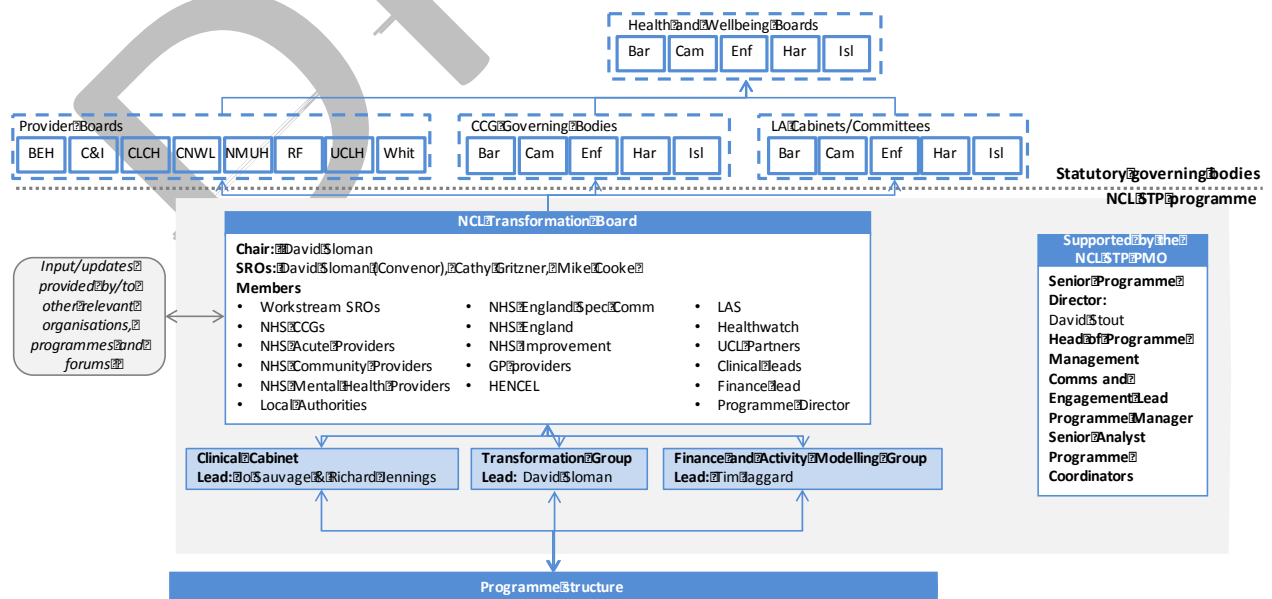 Health and Wellbeing Boards
Bar Cam Enf Har Isl
Provider Boards
BEH C&I CLCH CNWL NMUH RF UCLH Whit
CCG Governing Bodies
Bar Cam Enf Har Isl
LA Cabinets/Committees
Bar Cam Enf Har Isl
Statutory governing bodies
NCL STP programme
NCL Transformation Board
Chair: David Sloman
SROs: David Sloman (Convenor), Cathy Gritzner, Mike Cooke
Members
• Workstream SROs
• NHS CCGs
• NHS Acute Providers
• NHS Community Providers
• NHS Mental Health Providers
• Local Authorities
• NHS England Spec Comm
• NHS England
• NHS Improvement
• GP providers
• HENCEL
• LAS
• Healthwatch
• UCL Partners
• Clinical leads
• Finance lead
• Programme Director
Input/updates
provided by/to
other relevant
organisations,
programmes and
forums
Supported by the
NCL STP PMO
Senior Programme
Director:
David Stout
Head of Programme
Management
Comms and
Engagement Lead
Programme Manager
Senior Analyst
Programme
Coordinators
Clinical Cabinet
Lead: Jo Sauvage & Richard Jennings
Transformation Group
Lead: David Sloman
Finance and Activity Modelling Group
Lead: Tim Jaggard
Programme structure